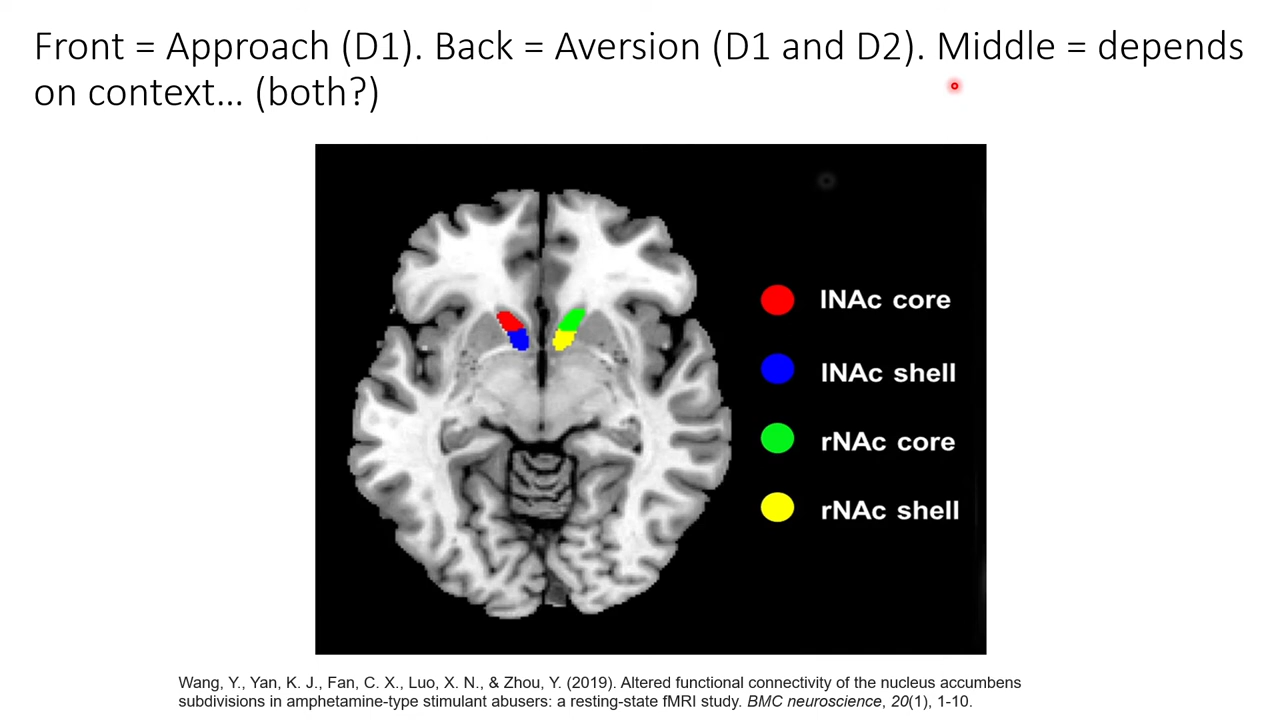 Front = Approach (D1). Back = Aversion (D1 and D2). Middle = depends
on context… (both?)
lNAc core
lNAc shell
rNAc core
rNAc shell
Wang, Y., Yan, K. J., Fan, C. X., Luo, X. N., & Zhou, Y. (2019). Altered functional connectivity of the nucleus accumbens
subdivisions in amphetamine-type stimulant abusers: a resting-state fMRI study. BMC neuroscience, 20(1), 1-10.